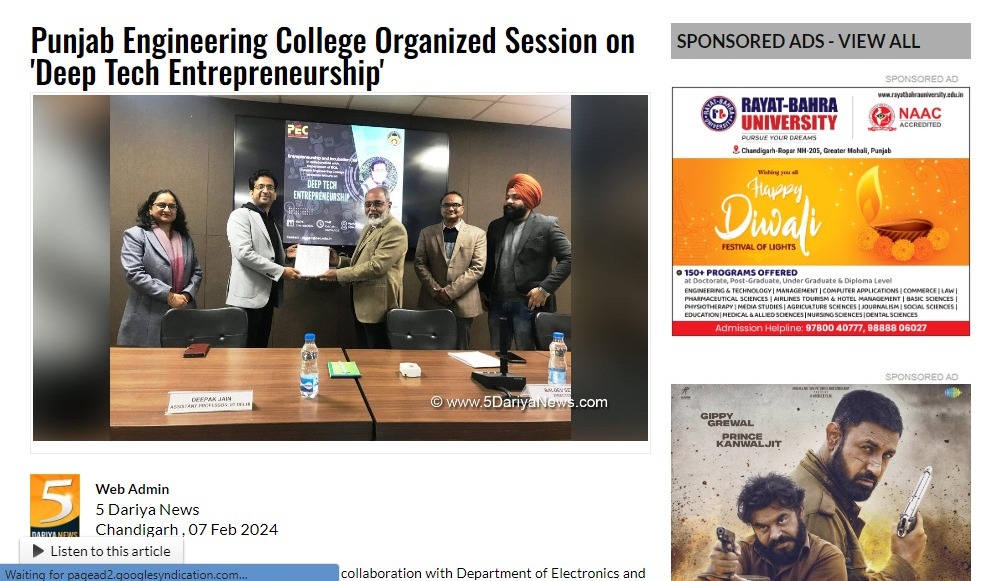 Punjab Engineering College Organized Session on
'Deep Tech Entrepreneurship'
PEC
Entrepreneurship and Incubation
DEEP TECH
ENTREPRENEURSHIP
DEEPAK JAIN
ASSISTANT PROFESSOR, IIT DELHI
© www.5DariyaNews.com
5
DARIYA NEWS
Web Admin
5 Dariya News
Chandigarh , 07 Feb 2024
Listen to this article
Waiting for pagead2.googlesyndication.com...
collaboration with Department of Electronics and
SPONSORED ADS - VIEW ALL
SPONSORED AD
www.rayatbahrauniversity.edu.in
RAYAT-BAHRA
UNIVERSITY
PURSUE YOUR DREAMS
NAAC
ACCREDITED
Chandigarh-Ropar NH-205, Greater Mohali, Punjab
Wishing you all
Happy
Diwali
FESTIVAL OF LIGHTS
150+ PROGRAMS OFFERED
at Doctorate, Post-Graduate, Under Graduate & Diploma Level
ENGINEERING & TECHNOLOGY | MANAGEMENT | COMPUTER APPLICATIONS | COMMERCE | LAW |
PHARMACEUTICAL SCIENCES | AIRLINES TOURISM & HOTEL MANAGEMENT | BASIC SCIENCES |
PHYSIOTHERAPY | MEDIA STUDIES | AGRICULTURE SCIENCES | JOURNALISM | SOCIAL SCIENCES |
EDUCATION | MEDICAL & ALLIED SCIENCES | NURSING SCIENCES | DENTAL SCIENCES
Admission Helpline: 97800 40777, 98888 06027
SPONSORED AD
GIPPY
GREWAL
PRINCE
KANWALJIT